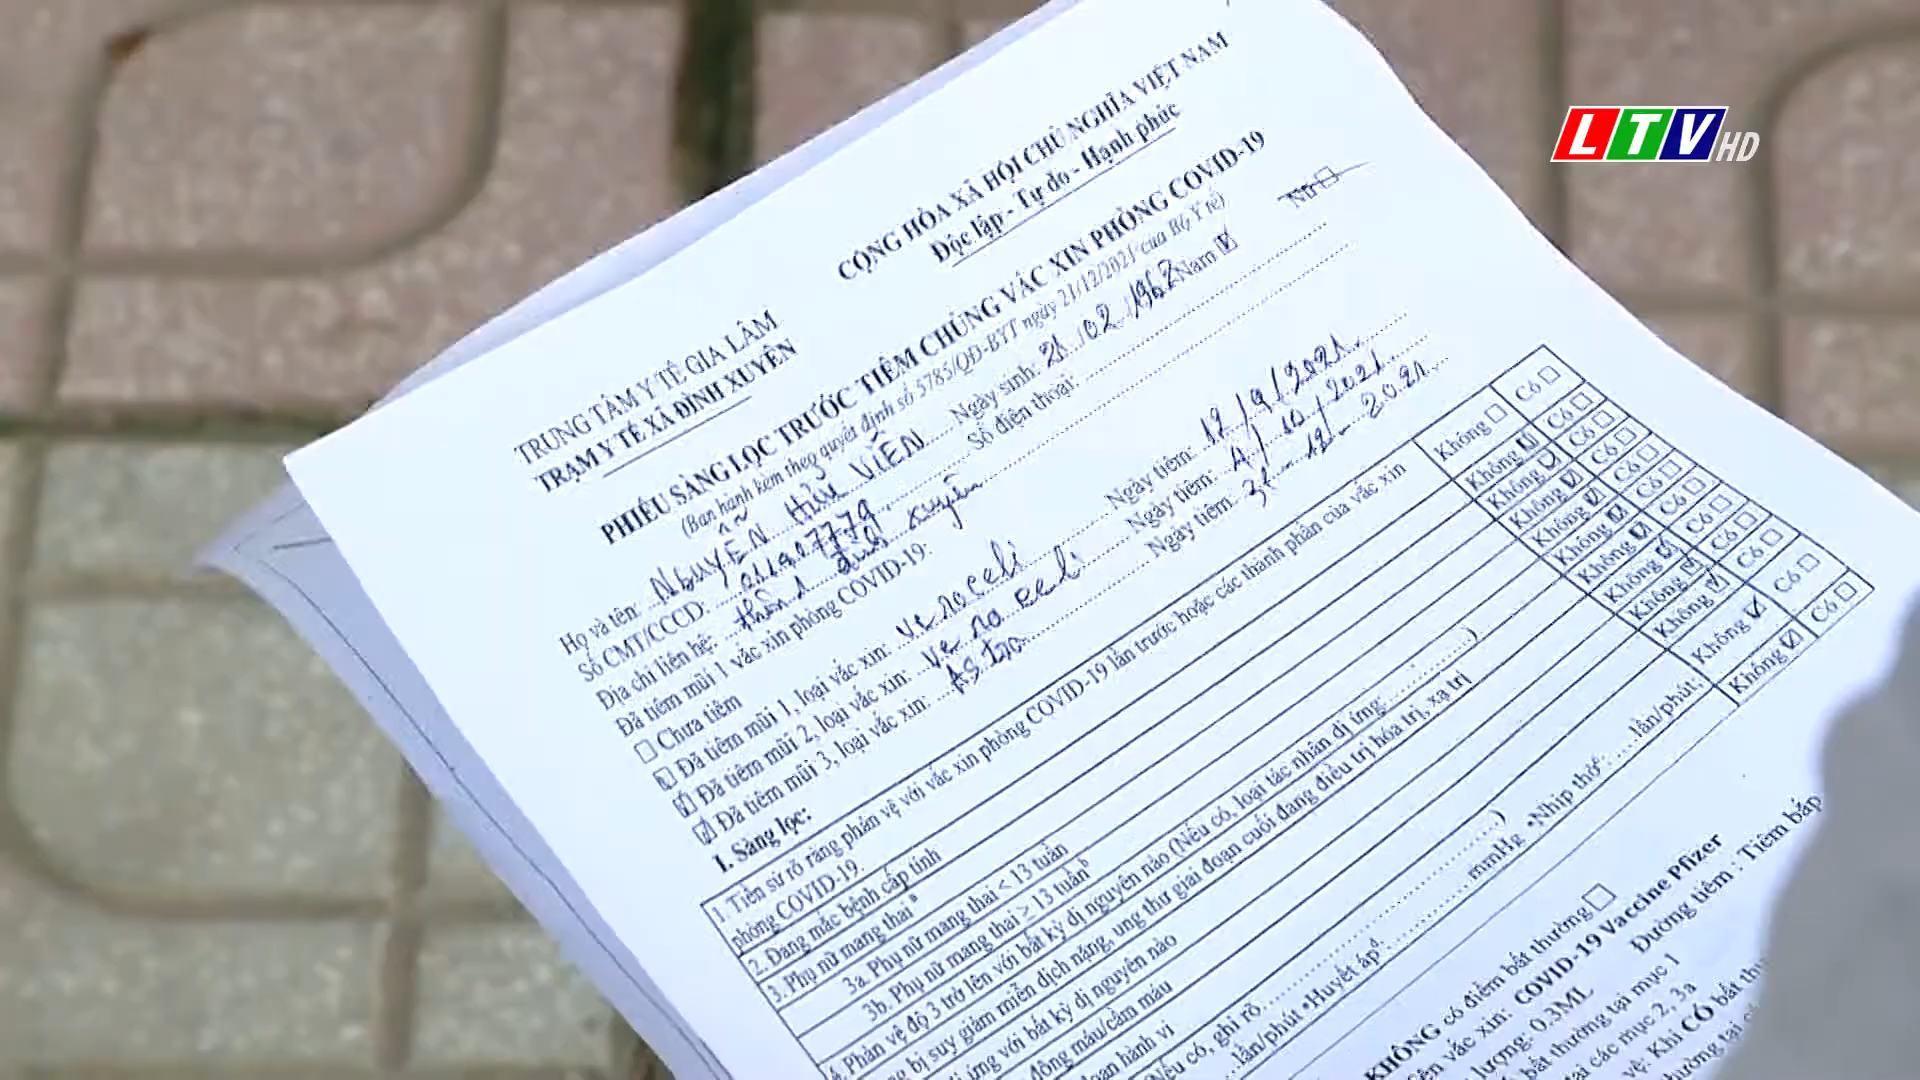 LTV HD
CỘNG HÒA XÃ HỘI CHỦ NGHĨA VIỆT NAM
Độc lập - Tự do - Hạnh phúc
TRUNG TÂM Y TẾ GIA LÂM
TRẠM Y TẾ XÃ ĐÌNH XUYÊN
PHIẾU SÀNG LỌC TRƯỚC TIÊM CHỦNG VẮC XIN PHÒNG COVID-19
(Ban hành kèm theo quyết định số 5785/QĐ-BYT ngày 21/12/2021 của Bộ Y tế)
Họ và tên: NGUYỄN HỮU VIÊN Ngày sinh: 21/02/1962 Nam ☑ Nữ ☐
Số CMT/CCCD: Số điện thoại:
Địa chỉ liên hệ: thôn 1 đình xuyên
Đã tiêm mũi 1 vắc xin phòng COVID-19:
☐ Chưa tiêm
☑ Đã tiêm mũi 1, loại vắc xin: Ve ro celi Ngày tiêm: 12/9/2021
☑ Đã tiêm mũi 2, loại vắc xin: Ve ro celi Ngày tiêm: 4/10/2021
☑ Đã tiêm mũi 3, loại vắc xin: AS tra Ngày tiêm: 31 - 12 - 2021
I. Sàng lọc:
1. Tiền sử rõ ràng phản vệ với vắc xin phòng COVID-19 lần trước hoặc các thành phần của vắc xin
phòng COVID-19. Không ☐ Có ☐
2. Đang mắc bệnh cấp tính Không ☑ Có ☐
3. Phụ nữ mang thai a Không ☑ Có ☐
3a. Phụ nữ mang thai < 13 tuần Không ☑ Có ☐
3b. Phụ nữ mang thai ≥ 13 tuần b Không ☑ Có ☐
4. Phản vệ độ 3 trở lên với bất kỳ dị nguyên nào (Nếu có, loại tác nhân dị ứng: ..........) Không ☑ Có ☐
bị suy giảm miễn dịch nặng, ung thư giai đoạn cuối đang điều trị hóa trị, xạ trị Không ☑ Có ☐
ứng với bất kỳ dị nguyên nào Không ☑ Có ☐
đông máu/cầm máu Không ☑ Có ☐
đoạn hành vi Không ☑ Có ☐
Nếu có, ghi rõ..........) Không ☑ Có ☐
lần/phút •Huyết áp d: mmHg •Nhịp thở e: lần/phút;
KHÔNG có điểm bất thường ☐
vắc xin: COVID-19 Vaccine Pfizer
lượng: 0.3ML Đường tiêm : Tiêm bắp
bất thường tại mục 1
tại các mục 2, 3a
vệ: Khi CÓ bất